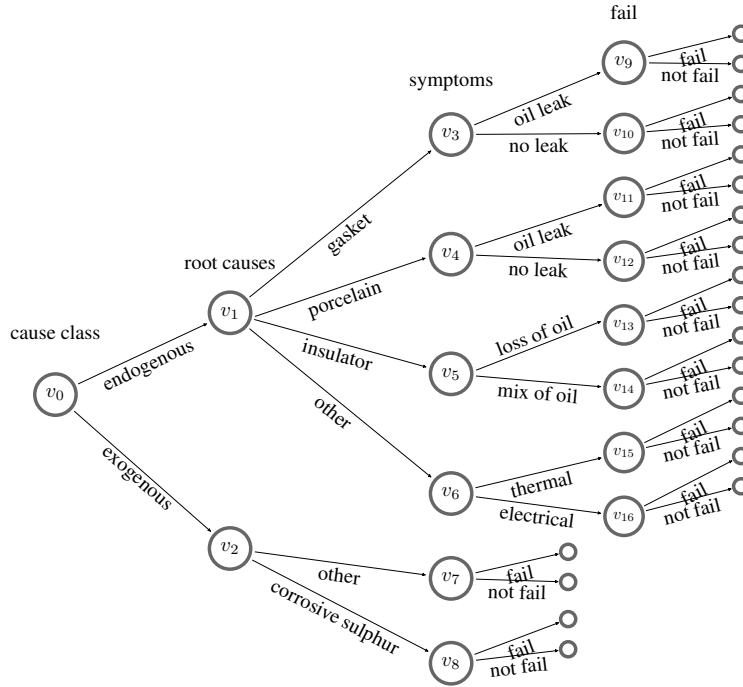 fail
symptoms
root causes
cause class
v0
endogenous
exogenous
v1
gasket
porcelain
insulator
other
v2
other
corrosive sulphur
v3
oil leak
no leak
v4
oil leak
no leak
v5
loss of oil
mix of oil
v6
thermal
electrical
v7
fail
not fail
v8
fail
not fail
v9
fail
not fail
v10
fail
not fail
v11
fail
not fail
v12
fail
not fail
v13
fail
not fail
v14
fail
not fail
v15
fail
not fail
v16
fail
not fail